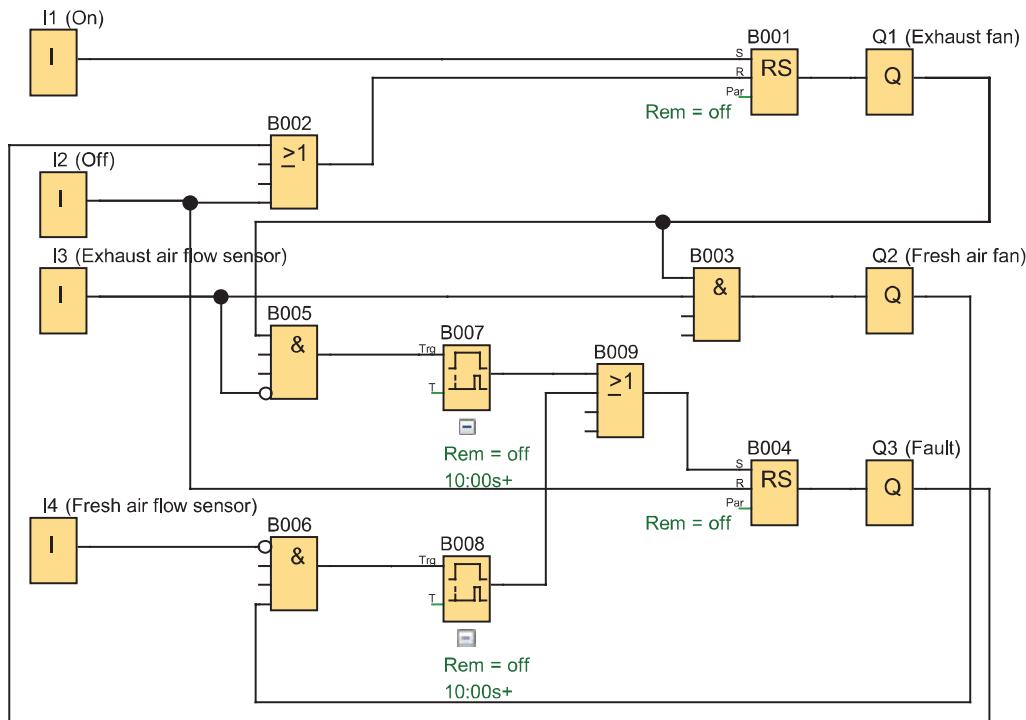 I1 (On)
I
B001
S
R
Par
RS
Rem = off
Q1 (Exhaust fan)
Q
B002
>1
I2 (Off)
I
I3 (Exhaust air flow sensor)
I
B003
&
Q2 (Fresh air fan)
Q
B005
&
B007
Trg
T
Rem = off
10:00s+
B009
>1
B004
S
R
Par
RS
Rem = off
Q3 (Fault)
Q
I4 (Fresh air flow sensor)
I
B006
&
B008
Trg
T
Rem = off
10:00s+